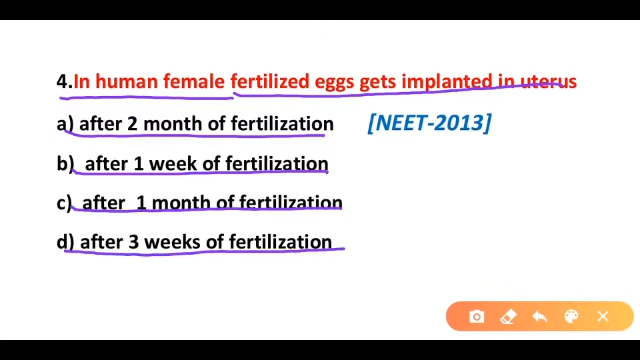 4.In human female fertilized eggs gets implanted in uterus
a) after 2 month of fertilization [NEET-2013]
b) after 1 week of fertilization
c) after 1 month of fertilization
d) after 3 weeks of fertilization